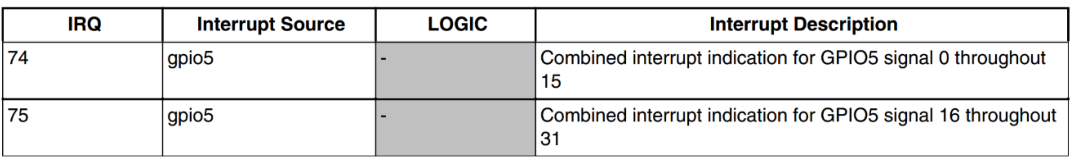 IRQ Interrupt Source LOGIC Interrupt Description
74 gpio5 - Combined interrupt indication for GPIO5 signal 0 throughout
15
75 gpio5 - Combined interrupt indication for GPIO5 signal 16 throughout
31